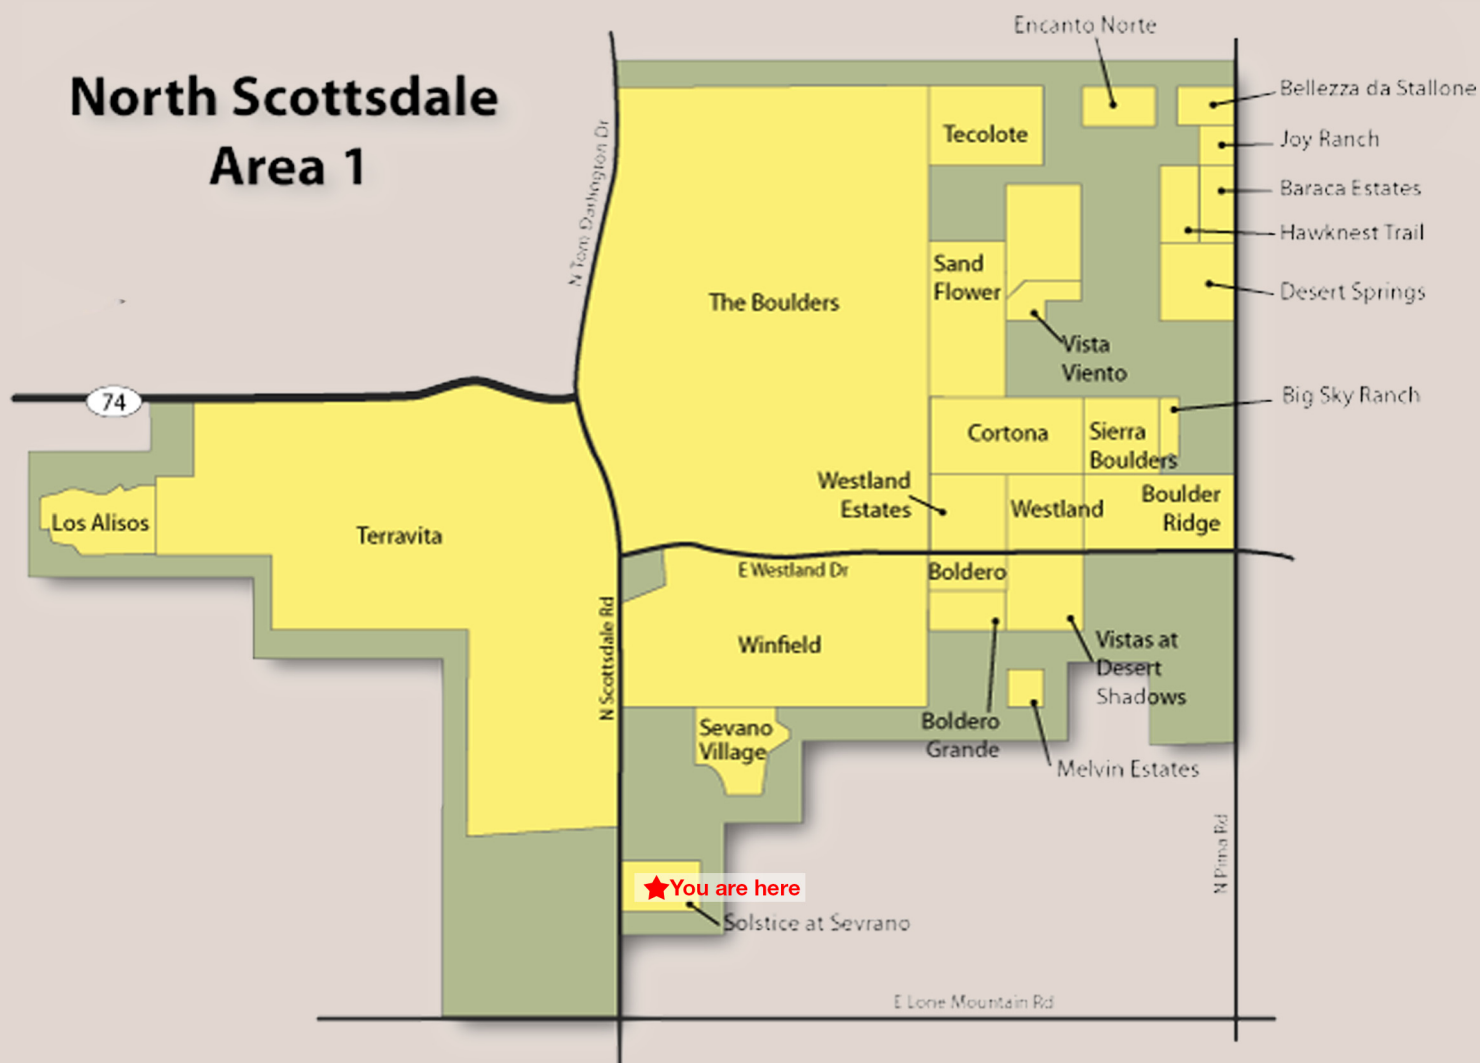 North Scottsdale
Area 1
Encanto Norte
Bellezza da Stallone
Joy Ranch
Baraca Estates
Hawknest Trail
Desert Springs
Big Sky Ranch
N Tom Darlington Dr
Tecolote
Sand
Flower
The Boulders
Vista
Viento
74
Cortona
Sierra
Boulders
Westland
Estates
Westland
Boulder
Ridge
Los Alisos
Terravita
E Westland Dr
Boldero
N Scottsdale Rd
Winfield
Vistas at
Desert
Shadows
Sevano
Village
Boldero
Grande
Melvin Estates
N Pima Rd
You are here
Solstice at Sevrano
E Lone Mountain Rd